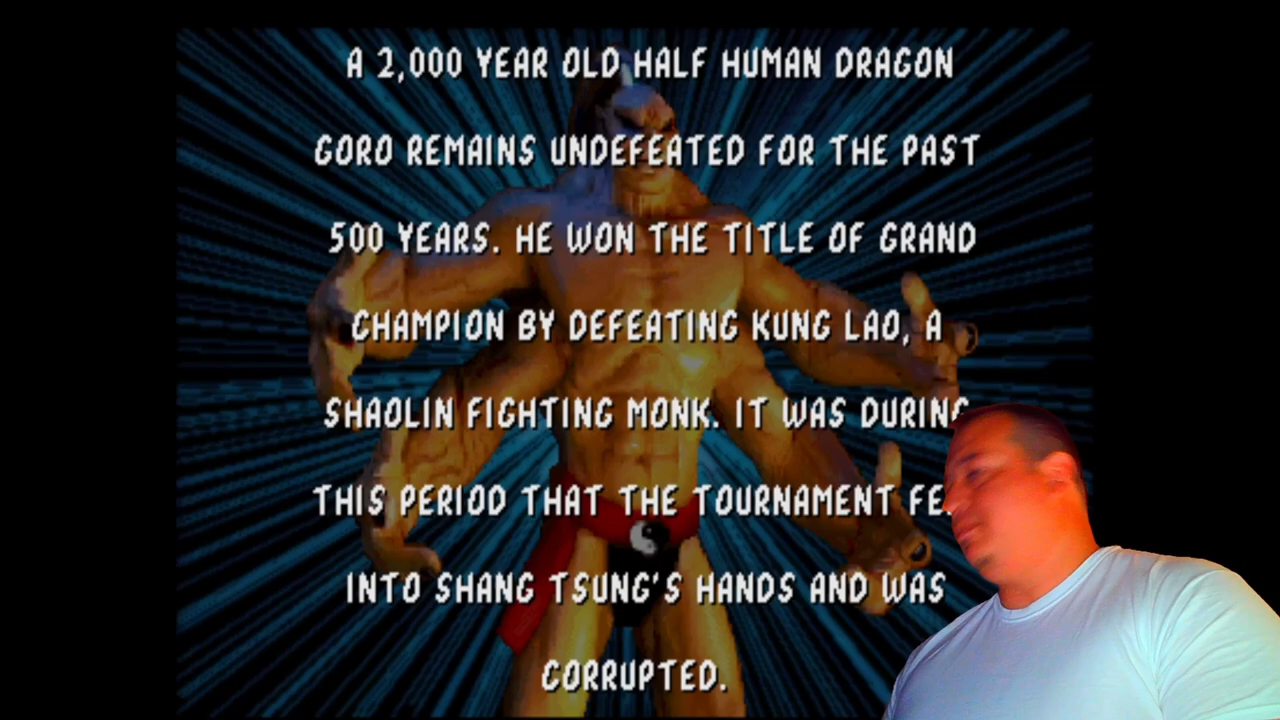 A 2,000 YEAR OLD HALF HUMAN DRAGON
GORO REMAINS UNDEFEATED FOR THE PAST
500 YEARS. HE WON THE TITLE OF GRAND
CHAMPION BY DEFEATING KUNG LAO, A
SHAOLIN FIGHTING MONK. IT WAS DURING
THIS PERIOD THAT THE TOURNAMENT
INTO SHANG TSUNG'S HANDS AND WAS
CORRUPTED.